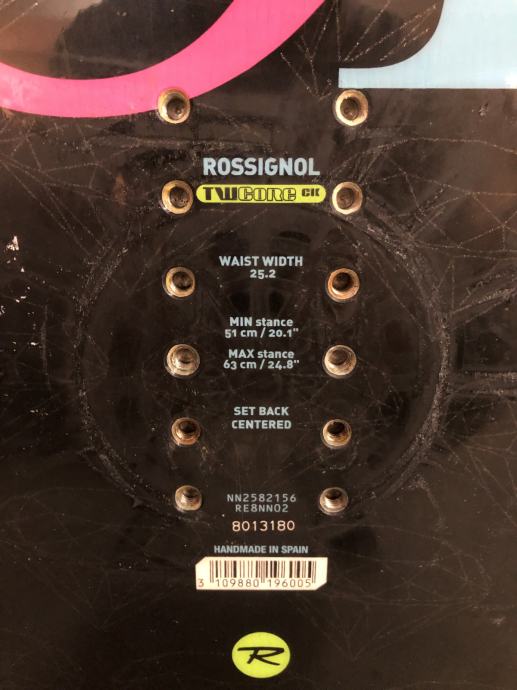 ROSSIGNOL
TWCORE CK
WAIST WIDTH
25.2
MIN stance
51 cm / 20.1"
MAX stance
63 cm / 24.8"
SET BACK
CENTERED
NN2582156
RE8NN02
8013180
HANDMADE IN SPAIN
3 109880 196005
R